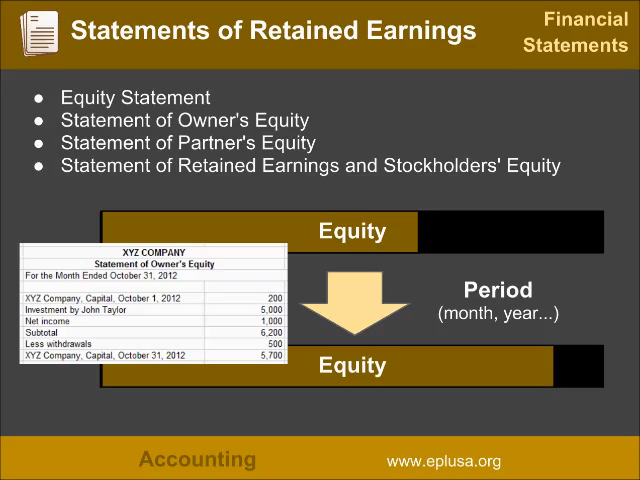 Statements of Retained Earnings
Financial
Statements
● Equity Statement
● Statement of Owner's Equity
● Statement of Partner's Equity
● Statement of Retained Earnings and Stockholders' Equity
Equity
XYZ COMPANY
Statement of Owner's Equity
For the Month Ended October 31, 2012
XYZ Company, Capital, October 1, 2012 200
Investment by John Taylor 5,000
Net income 1,000
Subtotal 6,200
Less withdrawals 500
XYZ Company, Capital, October 31, 2012 5,700
Period
(month, year...)
Equity
Accounting
www.eplusa.org